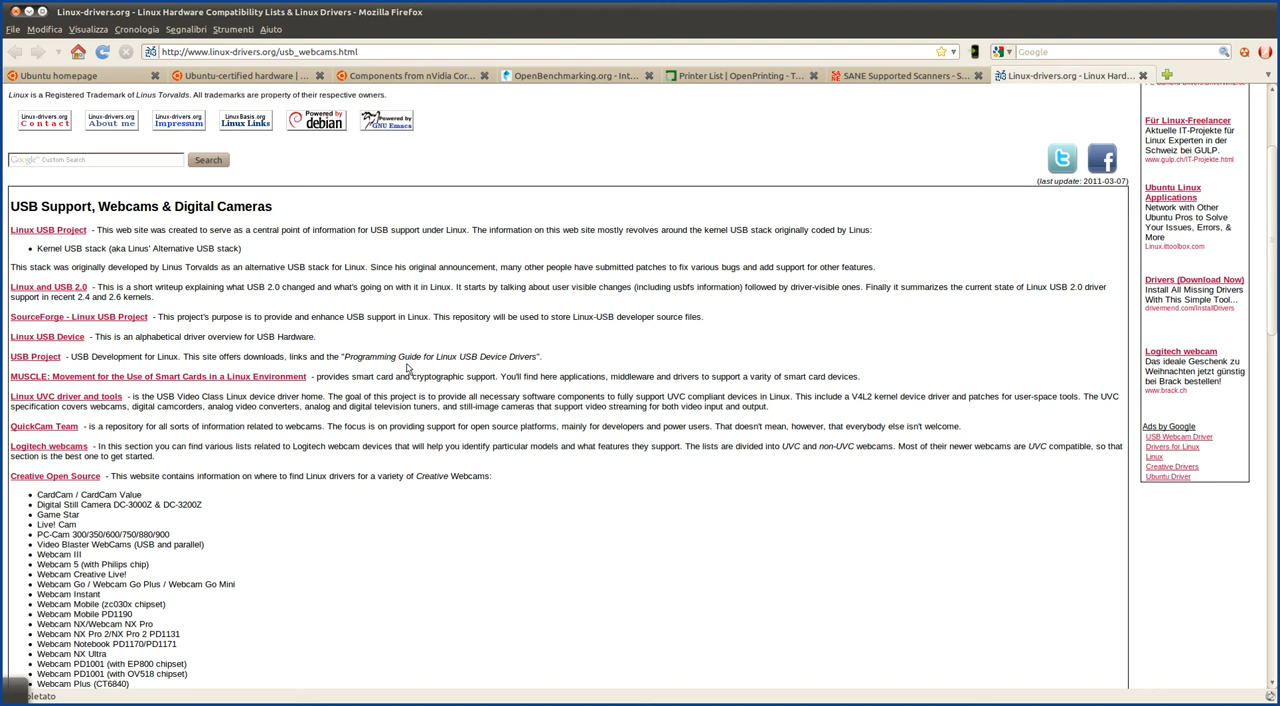 Linux-drivers.org - Linux Hardware Compatibility Lists & Linux Drivers - Mozilla Firefox
File Modifica Visualizza Cronologia Segnalibri Strumenti Aiuto
http://www.linux-drivers.org/usb_webcams.html
Google
Ubuntu homepage
Ubuntu-certified hardware | ...
Components from nVidia Cor...
OpenBenchmarking.org - Int...
Printer List | OpenPrinting - T...
SANE Supported Scanners - S...
Linux-drivers.org - Linux Hard...
Linux is a Registered Trademark of Linus Torvalds. All trademarks are property of their respective owners.
Linux-drivers.org
Contact
Linux-drivers.org
About me
Linux-drivers.org
Impressum
LinuxBasis.org
Linux Links
Powered by
debian
Powered by
GNU Emacs
Google™ Custom Search
Search
(last update: 2011-03-07)
USB Support, Webcams & Digital Cameras
Linux USB Project - This web site was created to serve as a central point of information for USB support under Linux. The information on this web site mostly revolves around the kernel USB stack originally coded by Linus:
• Kernel USB stack (aka Linus' Alternative USB stack)
This stack was originally developed by Linus Torvalds as an alternative USB stack for Linux. Since his original announcement, many other people have submitted patches to fix various bugs and add support for other features.
Linux and USB 2.0 - This is a short writeup explaining what USB 2.0 changed and what's going on with it in Linux. It starts by talking about user visible changes (including usbfs information) followed by driver-visible ones. Finally it summarizes the current state of Linux USB 2.0 driver
support in recent 2.4 and 2.6 kernels.
SourceForge - Linux USB Project - This project's purpose is to provide and enhance USB support in Linux. This repository will be used to store Linux-USB developer source files.
Linux USB Device - This is an alphabetical driver overview for USB Hardware.
USB Project - USB Development for Linux. This site offers downloads, links and the "Programming Guide for Linux USB Device Drivers".
MUSCLE: Movement for the Use of Smart Cards in a Linux Environment - provides smart card and cryptographic support. You'll find here applications, middleware and drivers to support a varity of smart card devices.
Linux UVC driver and tools - is the USB Video Class Linux device driver home. The goal of this project is to provide all necessary software components to fully support UVC compliant devices in Linux. This include a V4L2 kernel device driver and patches for user-space tools. The UVC
specification covers webcams, digital camcorders, analog video converters, analog and digital television tuners, and still-image cameras that support video streaming for both video input and output.
QuickCam Team - is a repository for all sorts of information related to webcams. The focus is on providing support for open source platforms, mainly for developers and power users. That doesn't mean, however, that everybody else isn't welcome.
Logitech webcams - In this section you can find various lists related to Logitech webcam devices that will help you identify particular models and what features they support. The lists are divided into UVC and non-UVC webcams. Most of their newer webcams are UVC compatible, so that
section is the best one to get started.
Creative Open Source - This website contains information on where to find Linux drivers for a variety of Creative Webcams:
• CardCam / CardCam Value
• Digital Still Camera DC-3000Z & DC-3200Z
• Game Star
• Live! Cam
• PC-Cam 300/350/600/750/880/900
• Video Blaster WebCams (USB and parallel)
• Webcam III
• Webcam 5 (with Philips chip)
• Webcam Creative Live!
• Webcam Go / Webcam Go Plus / Webcam Go Mini
• Webcam Instant
• Webcam Mobile (zc030x chipset)
• Webcam Mobile PD1190
• Webcam NX/Webcam NX Pro
• Webcam NX Pro 2/NX Pro 2 PD1131
• Webcam Notebook PD1170/PD1171
• Webcam NX Ultra
• Webcam PD1001 (with EP800 chipset)
• Webcam PD1001 (with OV518 chipset)
• Webcam Plus (CT6840)
Für Linux-Freelancer
Aktuelle IT-Projekte für
Linux Experten in der
Schweiz bei GULP.
www.gulp.ch/IT-Projekte.html
Ubuntu Linux
Applications
Network with Other
Ubuntu Pros to Solve
Your Issues, Errors, &
More
Linux.ittoolbox.com
Drivers (Download Now)
Install All Missing Drivers
With This Simple Tool...
drivermend.com/InstallDrivers
Logitech webcam
Das ideale Geschenk zu
Weihnachten jetzt günstig
bei Brack bestellen!
www.brack.ch
Ads by Google
USB Webcam Driver
Drivers for Linux
Linux
Creative Drivers
Ubuntu Driver
pletato